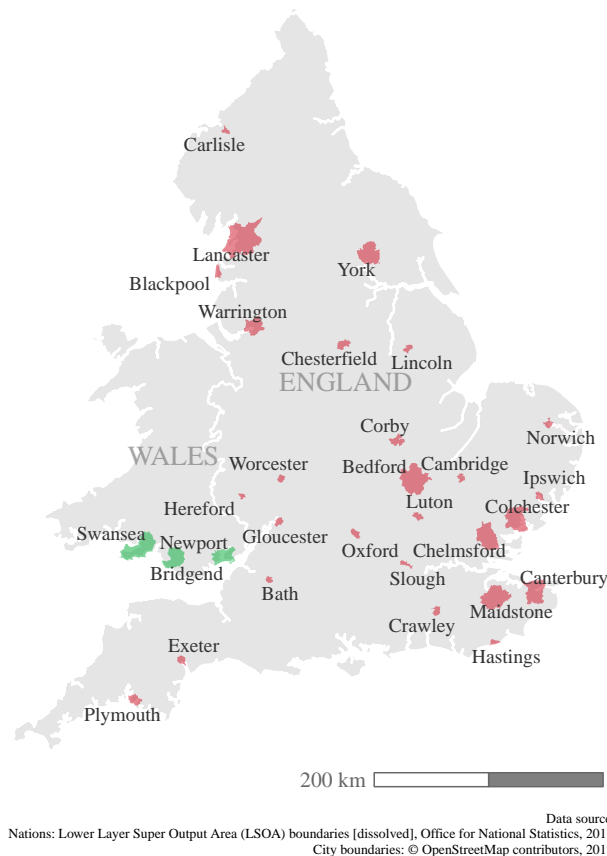 Carlisle
Lancaster
York
Blackpool
Warrington
Chesterfield
Lincoln
ENGLAND
Corby
Norwich
WALES
Worcester
Bedford
Cambridge
Ipswich
Hereford
Luton
Colchester
Swansea
Newport
Gloucester
Oxford
Chelmsford
Bridgend
Slough
Canterbury
Bath
Maidstone
Crawley
Exeter
Hastings
Plymouth
200 km
Data source
Nations: Lower Layer Super Output Area (LSOA) boundaries [dissolved], Office for National Statistics, 201
City boundaries: © OpenStreetMap contributors, 201